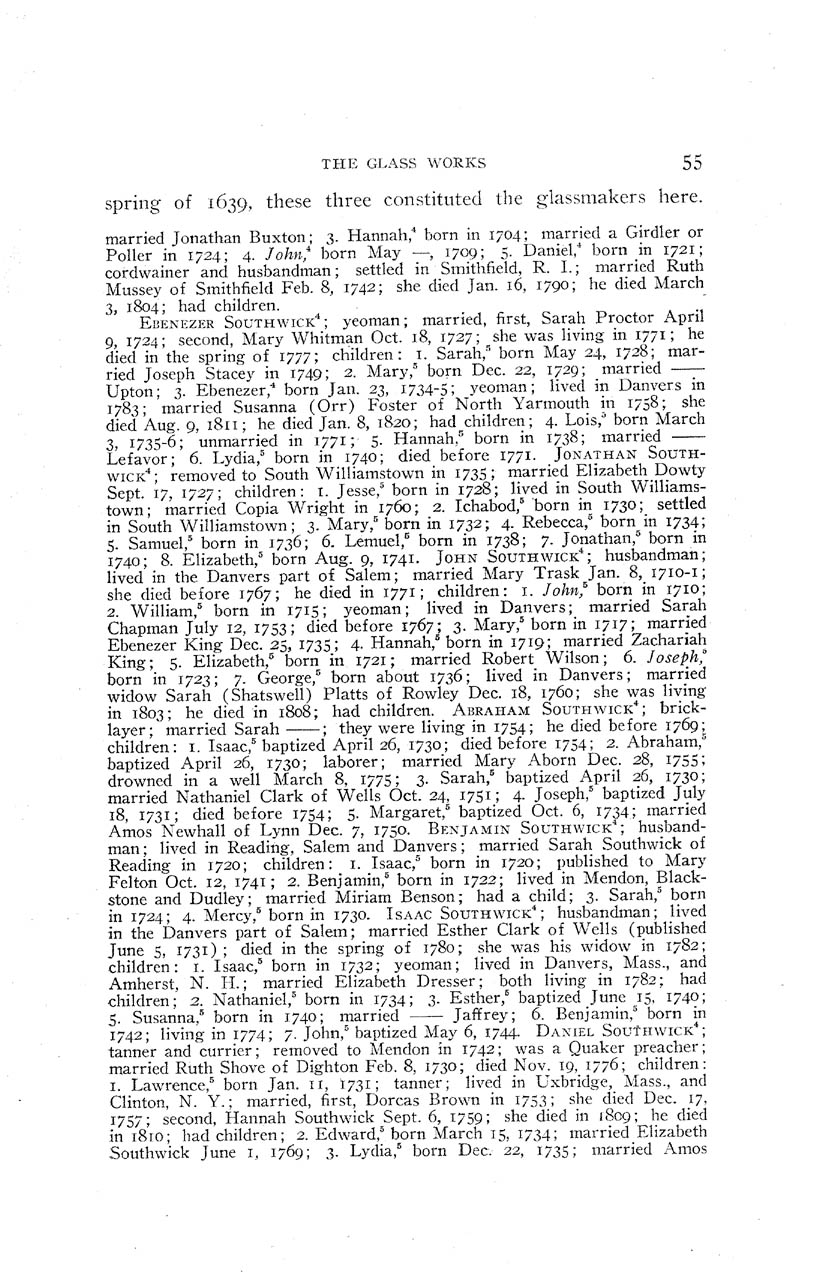 THE GLASS WORKS 55
spring of 1639, these three constituted the glassmakers here.
married Jonathan Buxton; 3. Hannah,⁴ born in 1704; married a Girdler or
Poller in 1724; 4. John,⁴ born May —, 1709; 5. Daniel,⁴ born in 1721;
cordwainer and husbandman; settled in Smithfield, R. I.; married Ruth
Mussey of Smithfield Feb. 8, 1742; she died Jan. 16, 1790; he died March
3, 1804; had children.
EBENEZER SOUTHWICK⁴; yeoman; married, first, Sarah Proctor April
9, 1724; second, Mary Whitman Oct. 18, 1727; she was living in 1771; he
died in the spring of 1777; children: 1. Sarah,⁵ born May 24, 1728; mar-
ried Joseph Stacey in 1749; 2. Mary,⁵ born Dec. 22, 1729; married ——
Upton; 3. Ebenezer,⁴ born Jan. 23, 1734-5; yeoman; lived in Danvers in
1783; married Susanna (Orr) Foster of North Yarmouth in 1758; she
died Aug. 9, 1811; he died Jan. 8, 1820; had children; 4. Lois,⁵ born March
3, 1735-6; unmarried in 1771; 5. Hannah,⁵ born in 1738; married ——
Lefavor; 6. Lydia,⁵ born in 1740; died before 1771. JONATHAN SOUTH-
WICK⁴; removed to South Williamstown in 1735; married Elizabeth Dowty
Sept. 17, 1727; children: 1. Jesse,⁵ born in 1728; lived in South Williams-
town; married Copia Wright in 1760; 2. Ichabod,⁵ born in 1730; settled
in South Williamstown; 3. Mary,⁵ born in 1732; 4. Rebecca,⁵ born in 1734;
5. Samuel,⁵ born in 1736; 6. Lemuel,⁵ born in 1738; 7. Jonathan,⁵ born in
1740; 8. Elizabeth,⁵ born Aug. 9, 1741. JOHN SOUTHWICK⁴; husbandman;
lived in the Danvers part of Salem; married Mary Trask Jan. 8, 1710-1;
she died before 1767; he died in 1771; children: 1. John,⁵ born in 1710;
2. William,⁵ born in 1715; yeoman; lived in Danvers; married Sarah
Chapman July 12, 1753; died before 1767; 3. Mary,⁵ born in 1717; married
Ebenezer King Dec. 25, 1735; 4. Hannah,⁵ born in 1719; married Zachariah
King; 5. Elizabeth,⁵ born in 1721; married Robert Wilson; 6. Joseph,⁵
born in 1723; 7. George,⁵ born about 1736; lived in Danvers; married
widow Sarah (Shatswell) Platts of Rowley Dec. 18, 1760; she was living
in 1803; he died in 1808; had children. ABRAHAM SOUTHWICK⁴; brick-
layer; married Sarah ——; they were living in 1754; he died before 1769;
children: 1. Isaac,⁵ baptized April 26, 1730; died before 1754; 2. Abraham,⁵
baptized April 26, 1730; laborer; married Mary Aborn Dec. 28, 1755;
drowned in a well March 8, 1775; 3. Sarah,⁵ baptized April 26, 1730;
married Nathaniel Clark of Wells Oct. 24, 1751; 4. Joseph,⁵ baptized July
18, 1731; died before 1754; 5. Margaret,⁵ baptized Oct. 6, 1734; married
Amos Newhall of Lynn Dec. 7, 1750. BENJAMIN SOUTHWICK⁴; husband-
man; lived in Reading, Salem and Danvers; married Sarah Southwick of
Reading in 1720; children: 1. Isaac,⁵ born in 1720; published to Mary
Felton Oct. 12, 1741; 2. Benjamin,⁵ born in 1722; lived in Mendon, Black-
stone and Dudley; married Miriam Benson; had a child; 3. Sarah,⁵ born
in 1724; 4. Mercy,⁵ born in 1730. ISAAC SOUTHWICK⁴; husbandman; lived
in the Danvers part of Salem; married Esther Clark of Wells (published
June 5, 1731); died in the spring of 1780; she was his widow in 1782;
children: 1. Isaac,⁵ born in 1732; yeoman; lived in Danvers, Mass., and
Amherst, N. H.; married Elizabeth Dresser; both living in 1782; had
children; 2. Nathaniel,⁵ born in 1734; 3. Esther,⁵ baptized June 15, 1740;
5. Susanna,⁵ born in 1740; married —— Jaffrey; 6. Benjamin,⁵ born in
1742; living in 1774; 7. John,⁵ baptized May 6, 1744. DANIEL SOUTHWICK⁴;
tanner and currier; removed to Mendon in 1742; was a Quaker preacher;
married Ruth Shove of Dighton Feb. 8, 1730; died Nov. 19, 1776; children:
1. Lawrence,⁵ born Jan. 11, 1731; tanner; lived in Uxbridge, Mass., and
Clinton, N. Y.; married, first, Dorcas Brown in 1753; she died Dec. 17,
1757; second, Hannah Southwick Sept. 6, 1759; she died in 1809; he died
in 1810; had children; 2. Edward,⁵ born March 15, 1734; married Elizabeth
Southwick June 1, 1769; 3. Lydia,⁵ born Dec. 22, 1735; married Amos